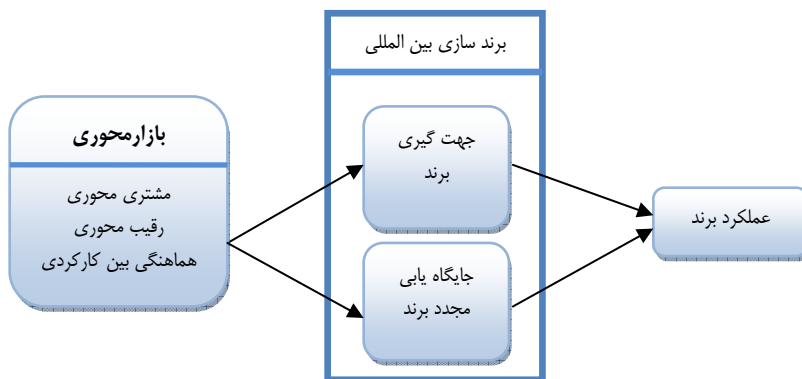 برند سازی بین المللی
بازارمحوری
مشتری محوری
رقیب محوری
هماهنگی بین کارکردی
جهت گیری
برند
جایگاه یابی
مجدد برند
عملکرد برند